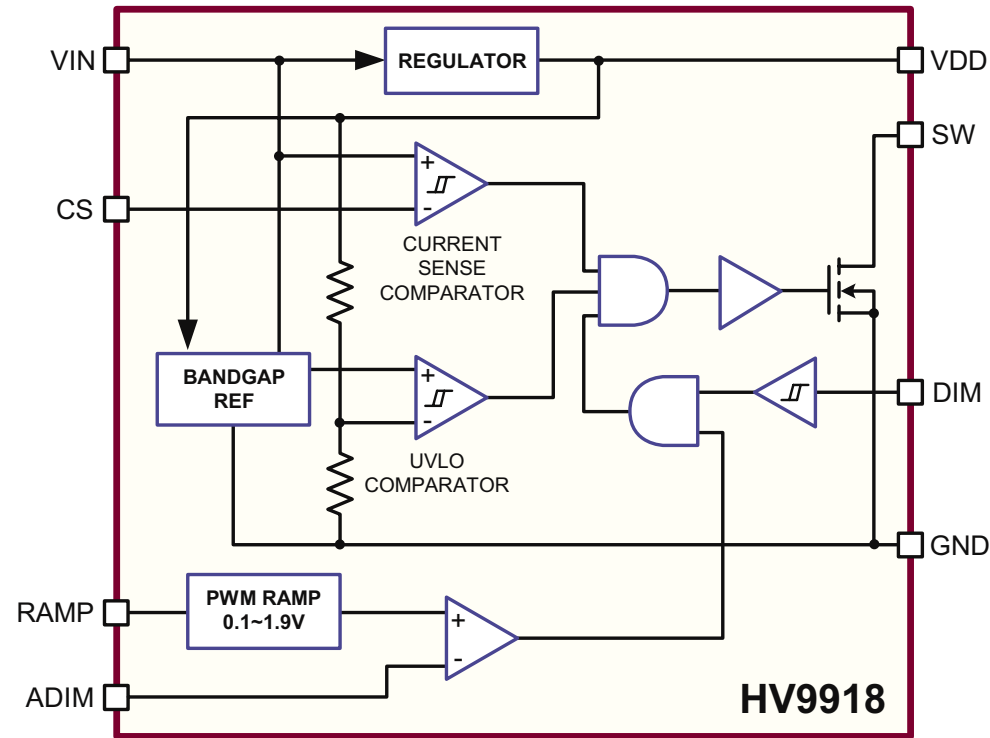 VIN
REGULATOR
VDD
SW
+
-
CS
CURRENT
SENSE
COMPARATOR
BANDGAP
REF
+
-
DIM
UVLO
COMPARATOR
GND
RAMP
PWM RAMP
0.1~1.9V
+
-
ADIM
HV9918